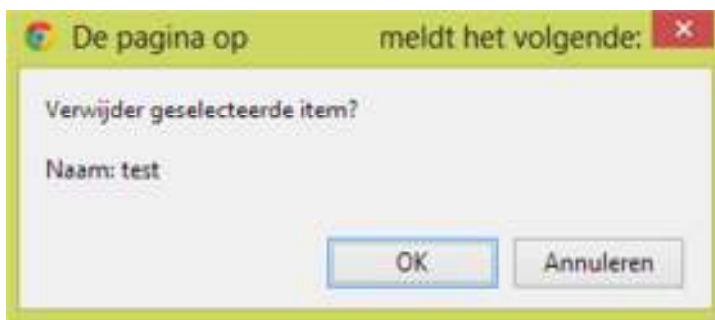 De pagina op meldt het volgende:
Verwijder geselecteerde item?
Naam: test
OK Annuleren